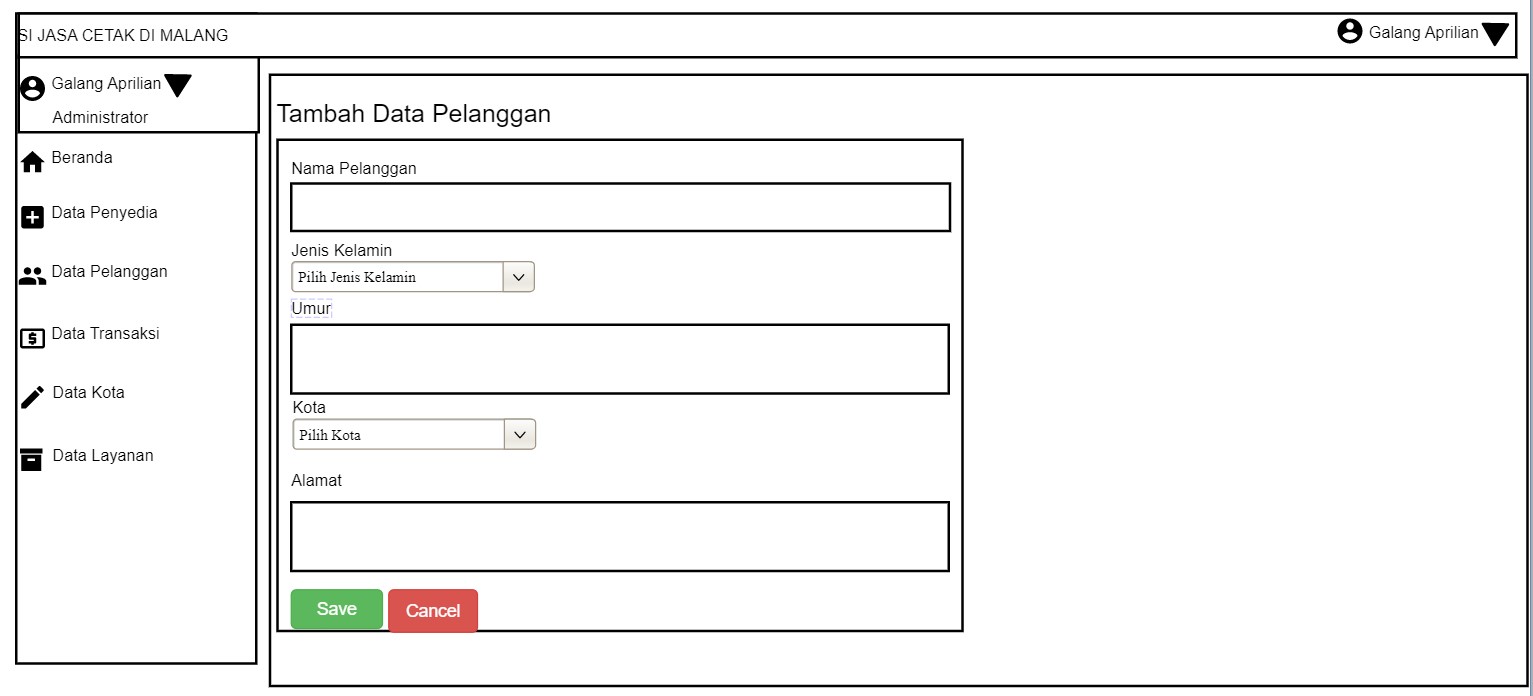 SI JASA CETAK DI MALANG
Galang Aprilian
Galang Aprilian
Administrator
Beranda
Data Penyedia
Data Pelanggan
Data Transaksi
Data Kota
Data Layanan
Tambah Data Pelanggan
Nama Pelanggan
Jenis Kelamin
Pilih Jenis Kelamin
Umur
Kota
Pilih Kota
Alamat
Save
Cancel